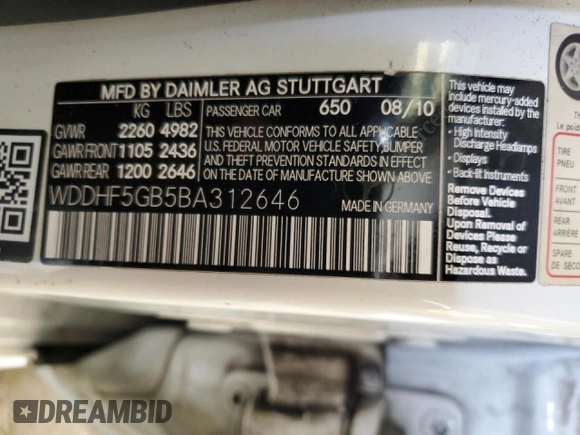 MFD BY DAIMLER AG STUTTGART
KG LBS
GVWR 2260 4982
GAWR FRONT 1105 2436
GAWR REAR 1200 2646
PASSENGER CAR 650 08/10
THIS VEHICLE CONFORMS TO ALL APPLICABLE
U.S. FEDERAL MOTOR VEHICLE SAFETY, BUMPER
AND THEFT PREVENTION STANDARDS IN EFFECT
ON THE DATE OF MANUFACTURE SHOWN ABOVE.
WDDHF5GB5BA312646
MADE IN GERMANY
This vehicle may
include mercury-added
devices installed by the
manufacturer:
• High Intensity
Discharge Headlamps
• Displays
• Back-lit Instruments
Remove Devices
Before Vehicle
Disposal.
Upon Removal of
Devices Please
Reuse, Recycle or
Dispose as
Hazardous Waste.
TIRE
PNEU
FRONT
AVANT
REAR
ARRIÈRE
SPARE
DE SECO
DREAMBID